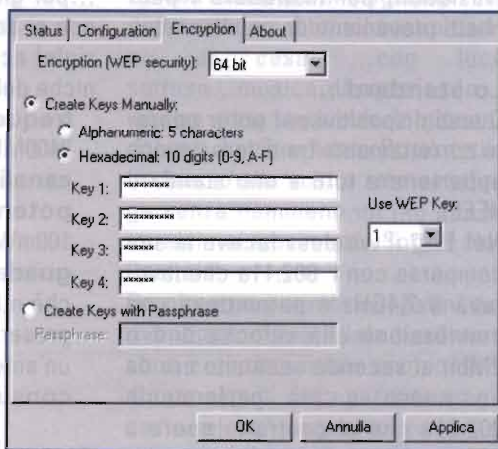 Status Configuration Encryption About
Encryption (WEP security): 64 bit
Create Keys Manually:
Alphanumeric: 5 characters
Hexadecimal: 10 digits (0-9, A-F)
Key 1: *********
Use WEP Key:
Key 2: *********
1
Key 3: ******
Key 4: ******
Create Keys with Passphrase
Passphrase:
OK Annulla Applica